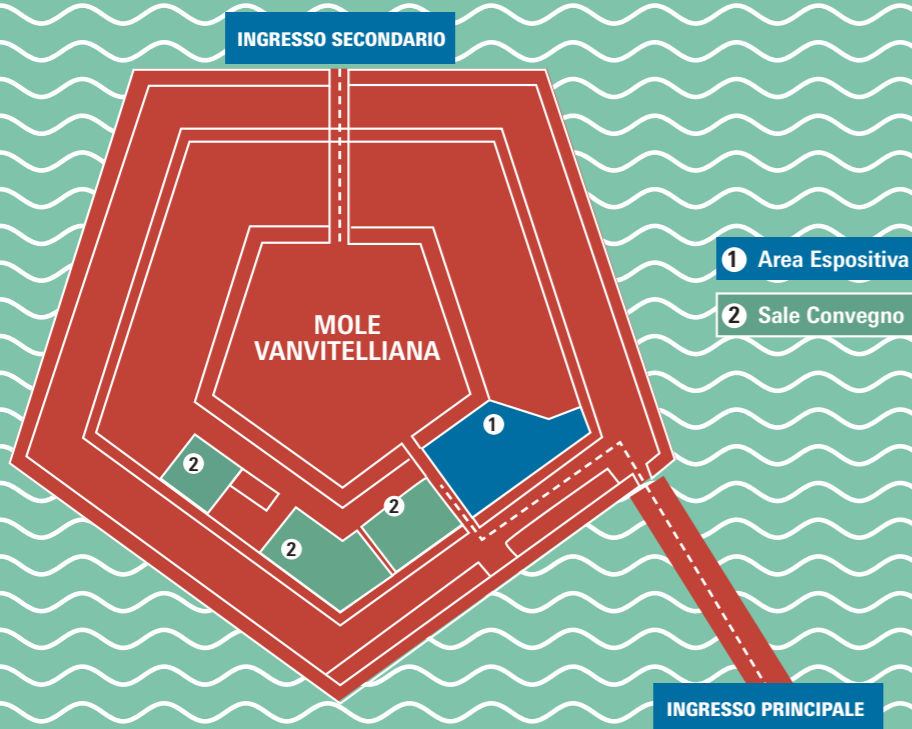 INGRESSO SECONDARIO
MOLE
VANVITELLIANA
1 Area Espositiva
2 Sale Convegno
1
2
2
2
INGRESSO PRINCIPALE